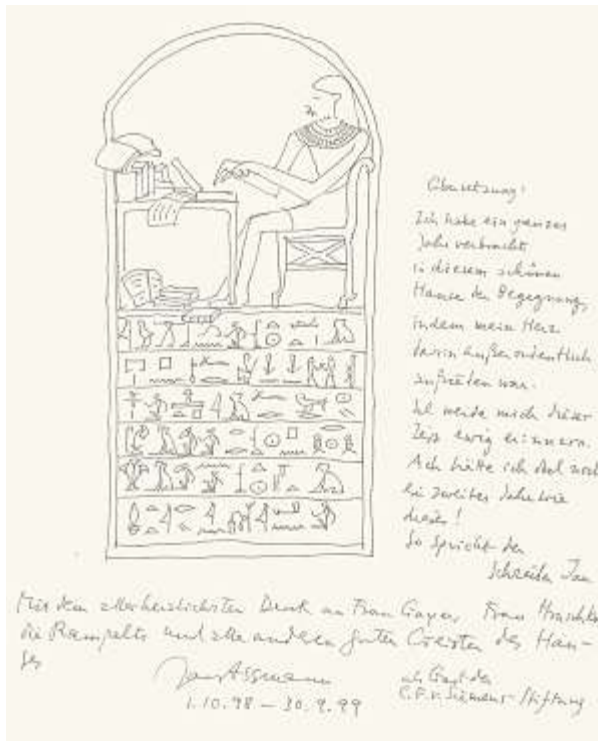 Übersetzung:
Ich habe ein ganzes
Jahr verbracht
in diesem schönen
Hause der Begegnung,
indem mein Herz
darin außerordentlich
zufrieden war.
Ich werde mich dieser
Zeit ewig erinnern.
Ach hätte ich doch noch
ein zweites Jahr wie
dieses!
So spricht der
Schreiber Jan
Mit dem allerherzlichsten Dank an Frau Gayer, Frau
die und alle anderen guten Geister des Hau-
ses
Jan Assmann
als Gast der
1.10.98 – 30.9.99
C.F.v.Siemens-Stiftung